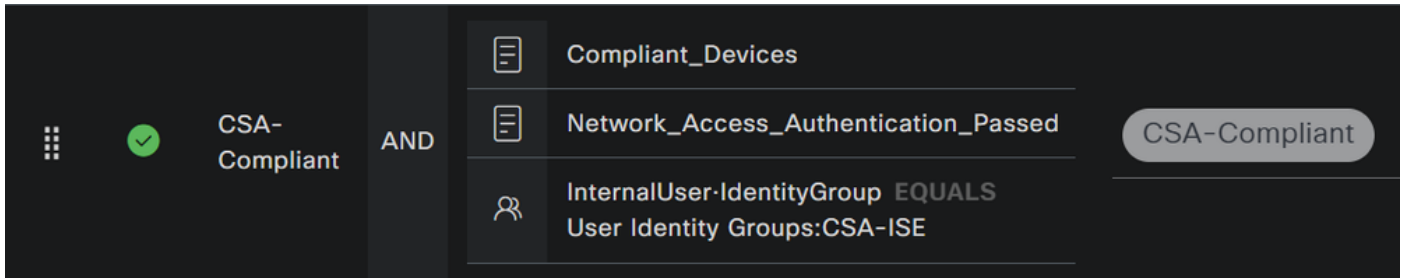 CSA-
Compliant
AND
Compliant_Devices
Network_Access_Authentication_Passed
InternalUser·IdentityGroup EQUALS
User Identity Groups:CSA-ISE
CSA-Compliant